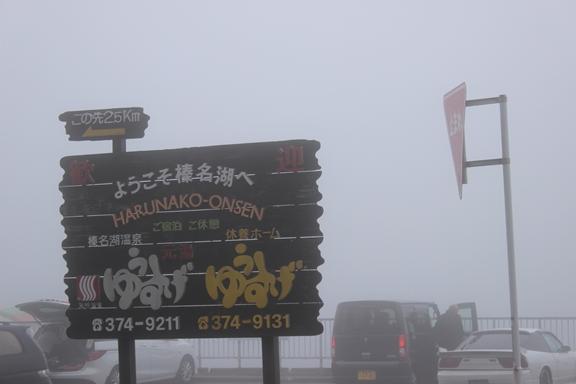 この先2.5Km
歓 迎
ようこそ榛名湖へ
HARUNAKO-ONSEN
ご宿泊 ご休憩
榛名湖温泉 元湯 休養ホーム
ゆうすげ ゆうすげ
☎374-9211 ☎374-9131